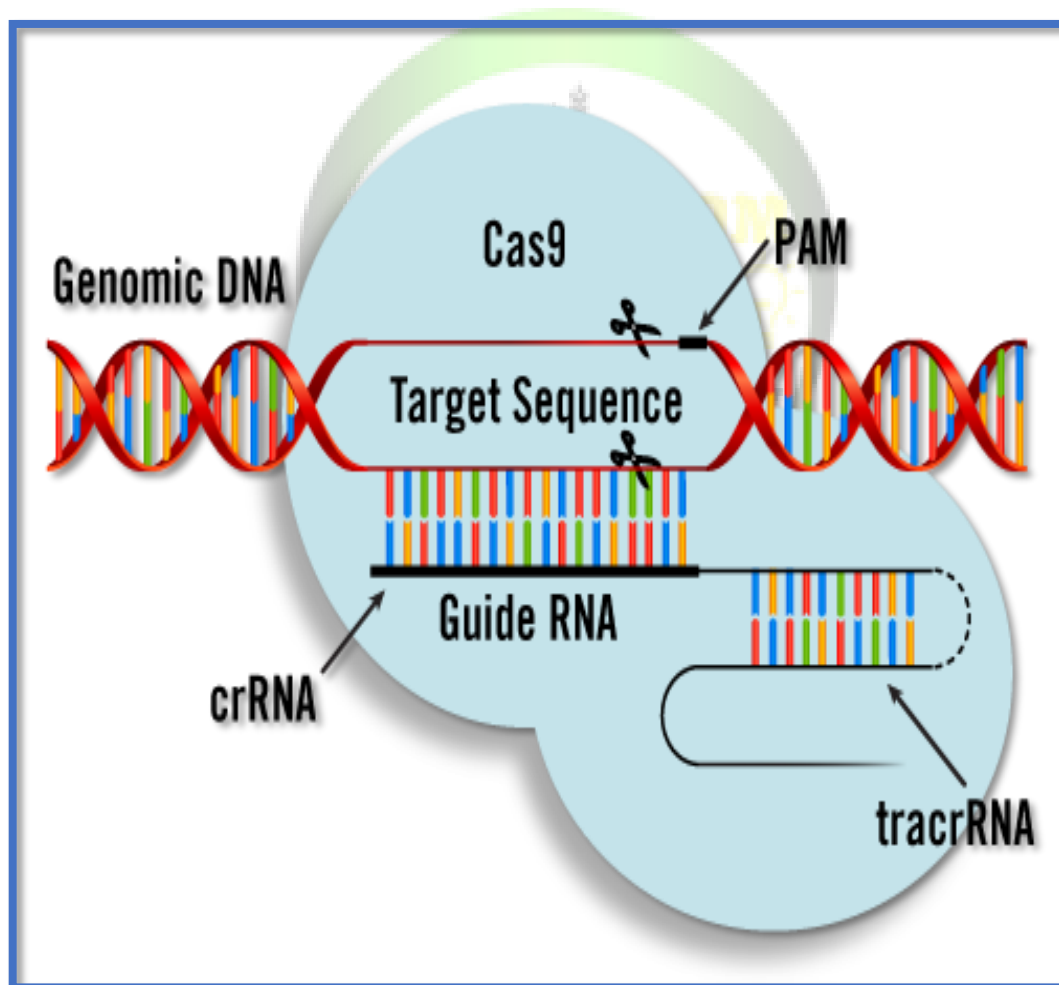 Cas9
PAM
Genomic DNA
Target Sequence
Guide RNA
crRNA
tracrRNA